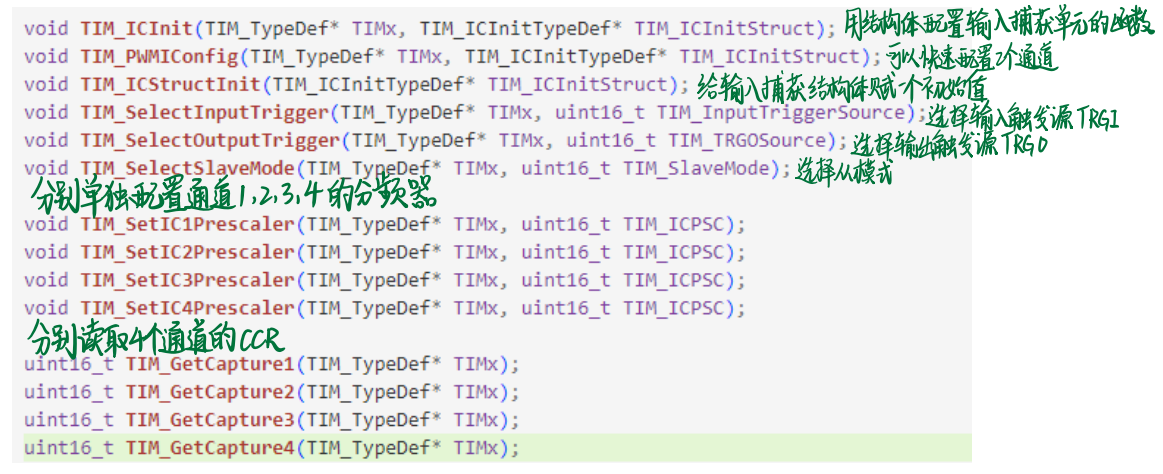 void TIM_ICInit(TIM_TypeDef* TIMx, TIM_ICInitTypeDef* TIM_ICInitStruct); 用结构体配置输入捕获单元的函数
void TIM_PWMIConfig(TIM_TypeDef* TIMx, TIM_ICInitTypeDef* TIM_ICInitStruct); 可以快速配置2个通道
void TIM_ICStructInit(TIM_ICInitTypeDef* TIM_ICInitStruct); 给输入捕获结构体赋一个初始值
void TIM_SelectInputTrigger(TIM_TypeDef* TIMx, uint16_t TIM_InputTriggerSource); 选择输入触发源TRGI
void TIM_SelectOutputTrigger(TIM_TypeDef* TIMx, uint16_t TIM_TRGOSource); 选择输出触发源TRGO
void TIM_SelectSlaveMode(TIM_TypeDef* TIMx, uint16_t TIM_SlaveMode); 选择从模式
分别单独配置通道1,2,3,4的分频器
void TIM_SetIC1Prescaler(TIM_TypeDef* TIMx, uint16_t TIM_ICPSC);
void TIM_SetIC2Prescaler(TIM_TypeDef* TIMx, uint16_t TIM_ICPSC);
void TIM_SetIC3Prescaler(TIM_TypeDef* TIMx, uint16_t TIM_ICPSC);
void TIM_SetIC4Prescaler(TIM_TypeDef* TIMx, uint16_t TIM_ICPSC);
分别读取4个通道的CCR
uint16_t TIM_GetCapture1(TIM_TypeDef* TIMx);
uint16_t TIM_GetCapture2(TIM_TypeDef* TIMx);
uint16_t TIM_GetCapture3(TIM_TypeDef* TIMx);
uint16_t TIM_GetCapture4(TIM_TypeDef* TIMx);